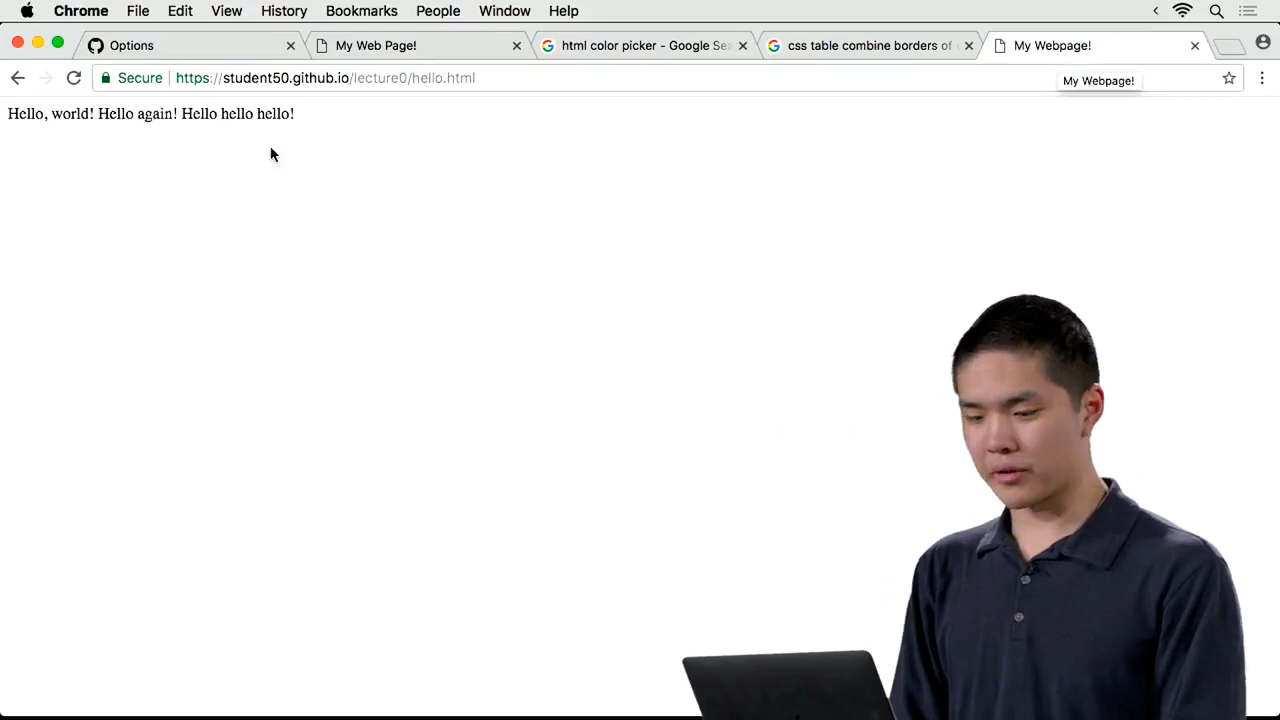 Chrome File Edit View History Bookmarks People Window Help
Options My Web Page! html color picker - Google Sea css table combine borders of My Webpage!
Secure https://student50.github.io/lecture0/hello.html
My Webpage!
Hello, world! Hello again! Hello hello hello!